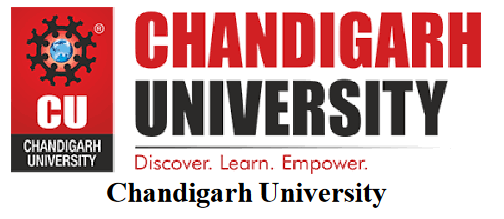 ®
CU
CHANDIGARH
UNIVERSITY
CHANDIGARH
UNIVERSITY
Discover. Learn. Empower.
Chandigarh University